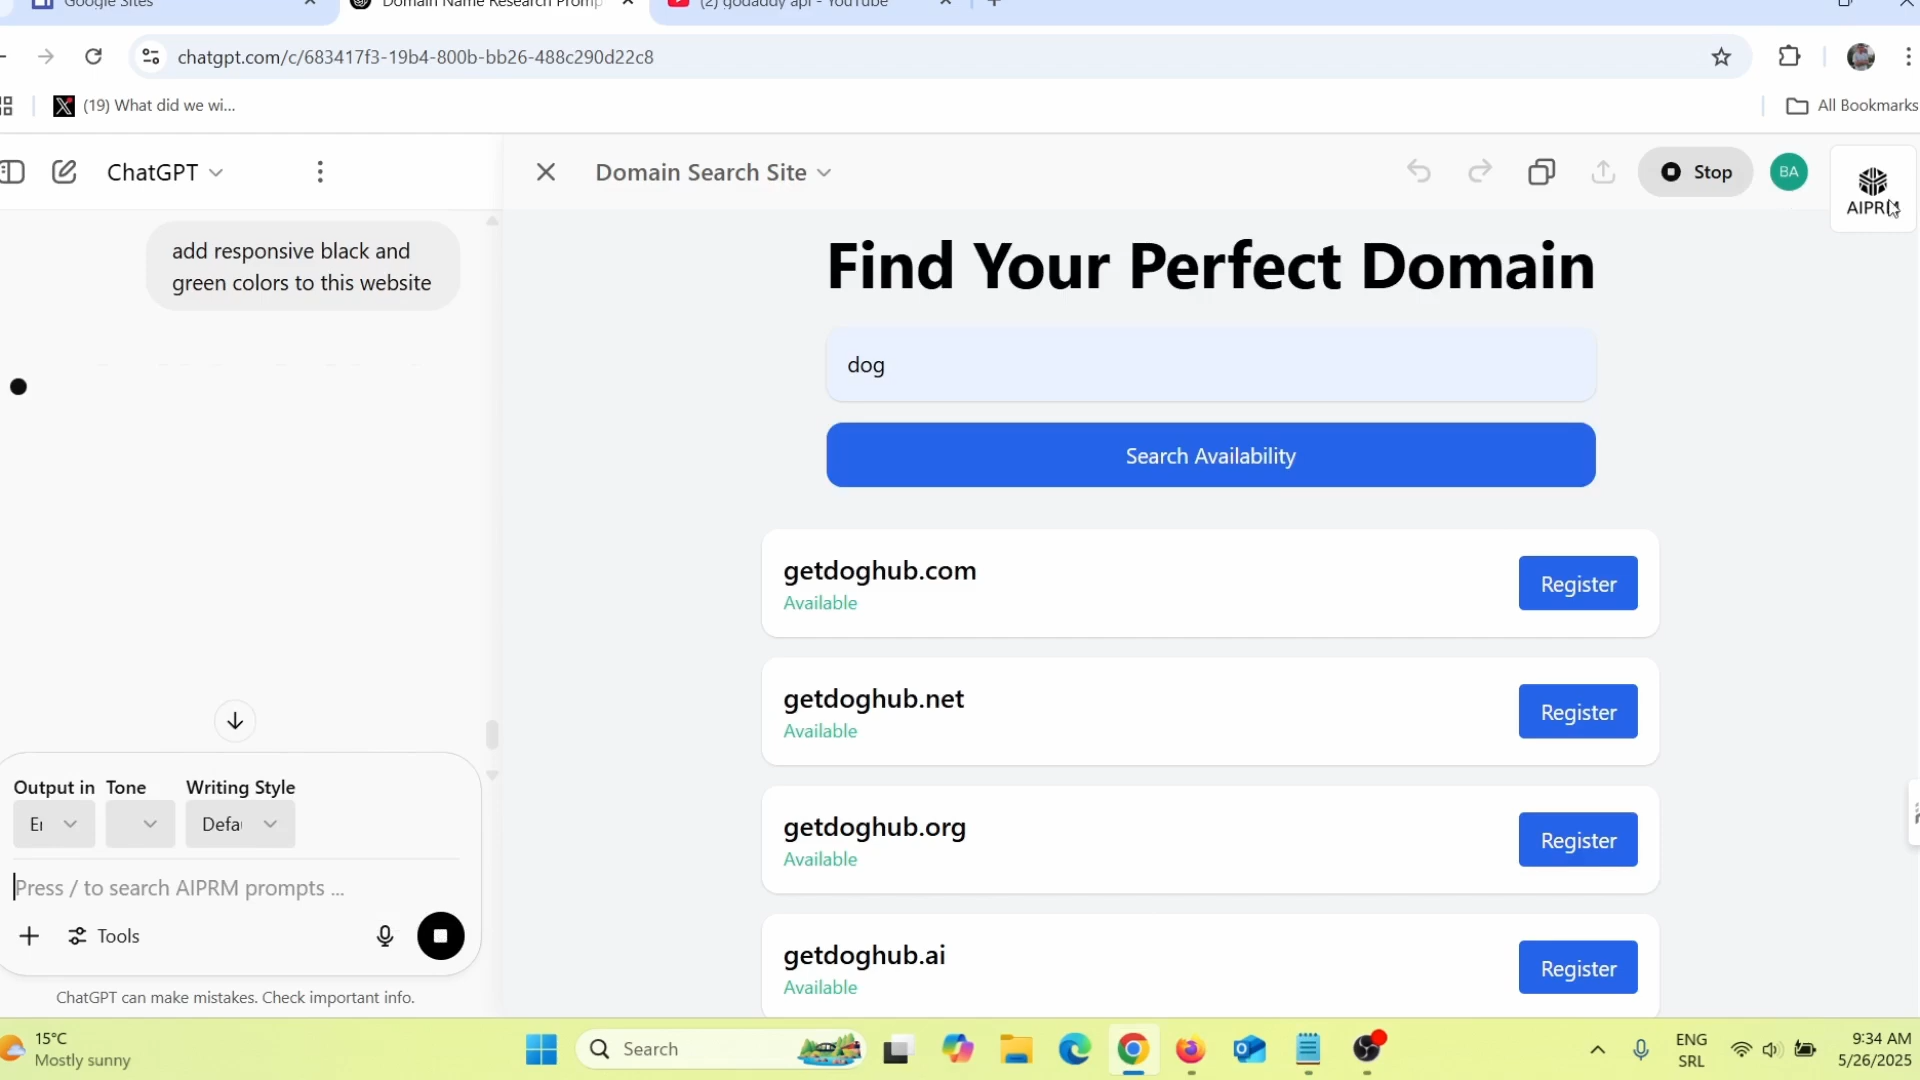 Google Sites
Domain Name Research Promp
(2) godaddy api - YouTube
chatgpt.com/c/683417f3-19b4-800b-bb26-488c290d22c8
(19) What did we wi...
All Bookmarks
ChatGPT
Domain Search Site
Stop
BA
AIPRM
add responsive black and
green colors to this website
Find Your Perfect Domain
dog
Search Availability
getdoghub.com
Available
Register
getdoghub.net
Available
Register
getdoghub.org
Available
Register
getdoghub.ai
Available
Register
Output in
Tone
Writing Style
Defa
Press / to search AIPRM prompts ...
Tools
ChatGPT can make mistakes. Check important info.
15°C
Mostly sunny
Search
ENG
SRL
9:34 AM
5/26/2025